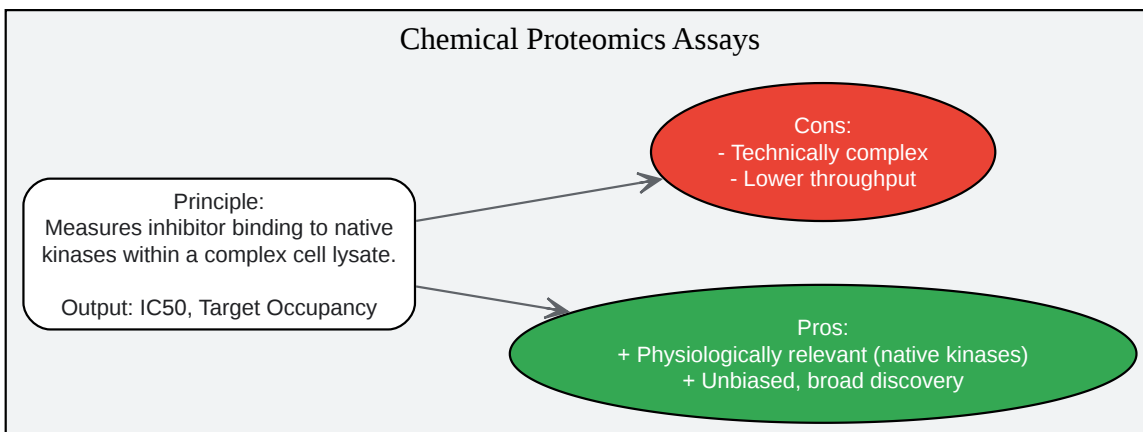 Chemical Proteomics Assays
Cons:
- Technically complex
- Lower throughput
Principle:
Measures inhibitor binding to native
kinases within a complex cell lysate.
Output: IC50, Target Occupancy
Pros:
+ Physiologically relevant (native kinases)
+ Unbiased, broad discovery